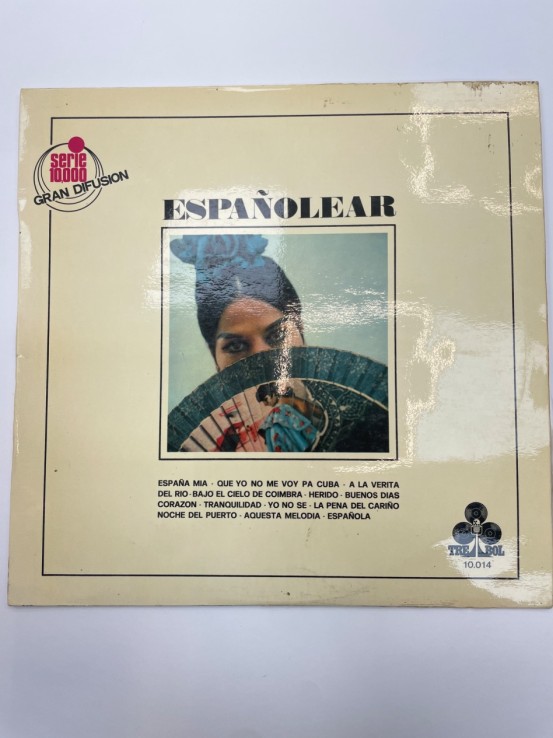 serie
10.000
GRAN DIFUSION
ESPAÑOLEAR
ESPAÑA MIA - QUE YO NO ME VOY PA CUBA - A LA VERITA
DEL RIO - BAJO EL CIELO DE COIMBRA - HERIDO - BUENOS DIAS
CORAZON - TRANQUILIDAD - YO NO SE - LA PENA DEL CARIÑO
NOCHE DEL PUERTO - AQUESTA MELODIA - ESPAÑOLA
TREBOL
10.014